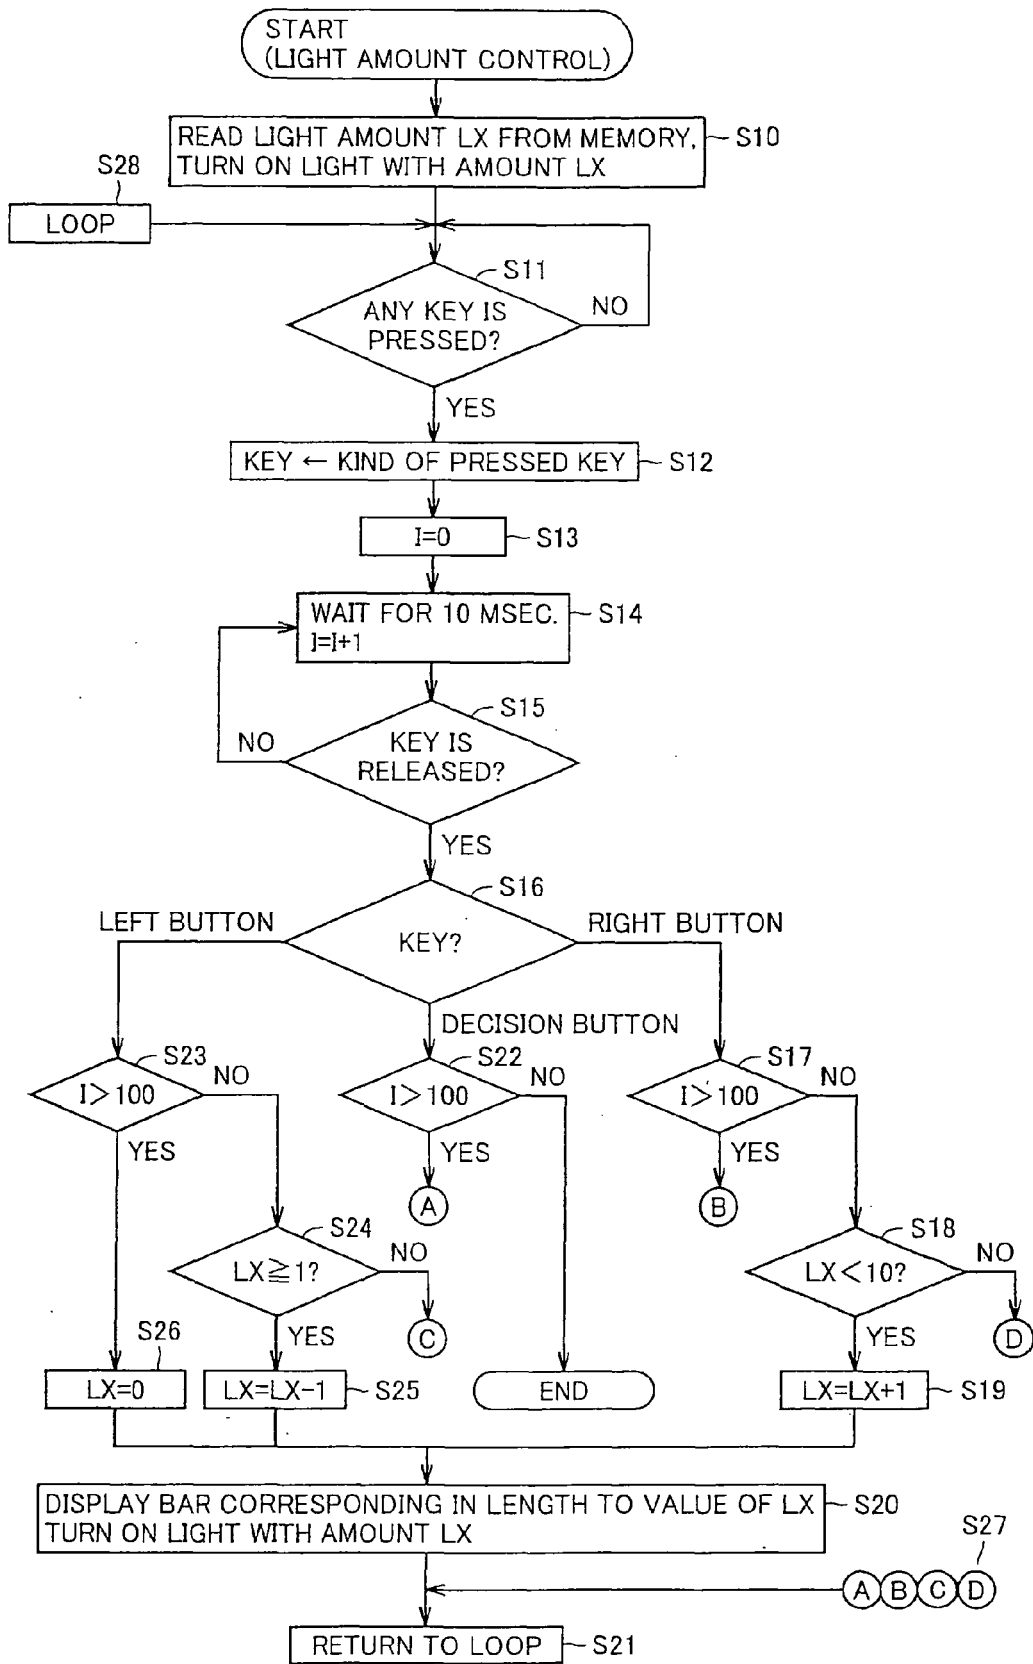 START
(LIGHT AMOUNT CONTROL)
READ LIGHT AMOUNT LX FROM MEMORY,
TURN ON LIGHT WITH AMOUNT LX
S10
S28
LOOP
S11
ANY KEY IS
PRESSED?
NO
YES
KEY ← KIND OF PRESSED KEY
S12
I=0
S13
WAIT FOR 10 MSEC.
I=I+1
S14
S15
KEY IS
RELEASED?
NO
YES
S16
KEY?
LEFT BUTTON
RIGHT BUTTON
DECISION BUTTON
S23
I>100
NO
YES
S22
I>100
NO
YES
A
S17
I>100
NO
YES
B
S24
LX≧1?
NO
YES
C
S18
LX<10?
NO
YES
D
S26
LX=0
LX=LX-1
S25
END
LX=LX+1
S19
DISPLAY BAR CORRESPONDING IN LENGTH TO VALUE OF LX
TURN ON LIGHT WITH AMOUNT LX
S20
S27
A B C D
RETURN TO LOOP
S21